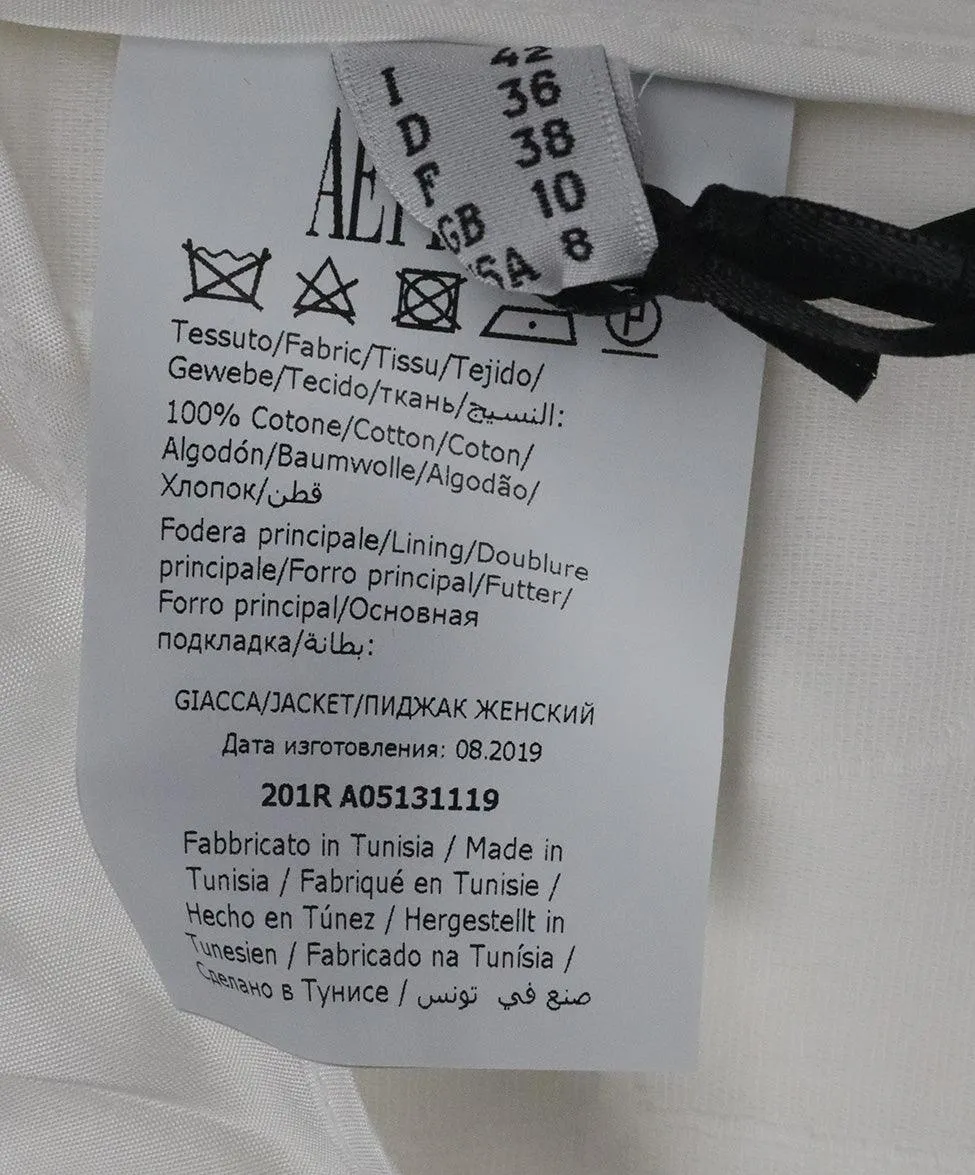 I 42
D 36
F 38
GB 10
USA 8
Tessuto/Fabric/Tissu/Tejido/
Gewebe/Tecido/ткань/النسيج:
100% Cotone/Cotton/Coton/
Algodón/Baumwolle/Algodão/
Хлопок/قطن
Fodera principale/Lining/Doublure
principale/Forro principal/Futter/
Forro principal/Основная
подкладка/بطانة:
GIACCA/JACKET/ПИДЖАК ЖЕНСКИЙ
Дата изготовления: 08.2019
201R A05131119
Fabbricato in Tunisia / Made in
Tunisia / Fabriqué en Tunisie /
Hecho en Túnez / Hergestellt in
Tunesien / Fabricado na Tunísia /
Сделано в Тунисе / صنع في تونس